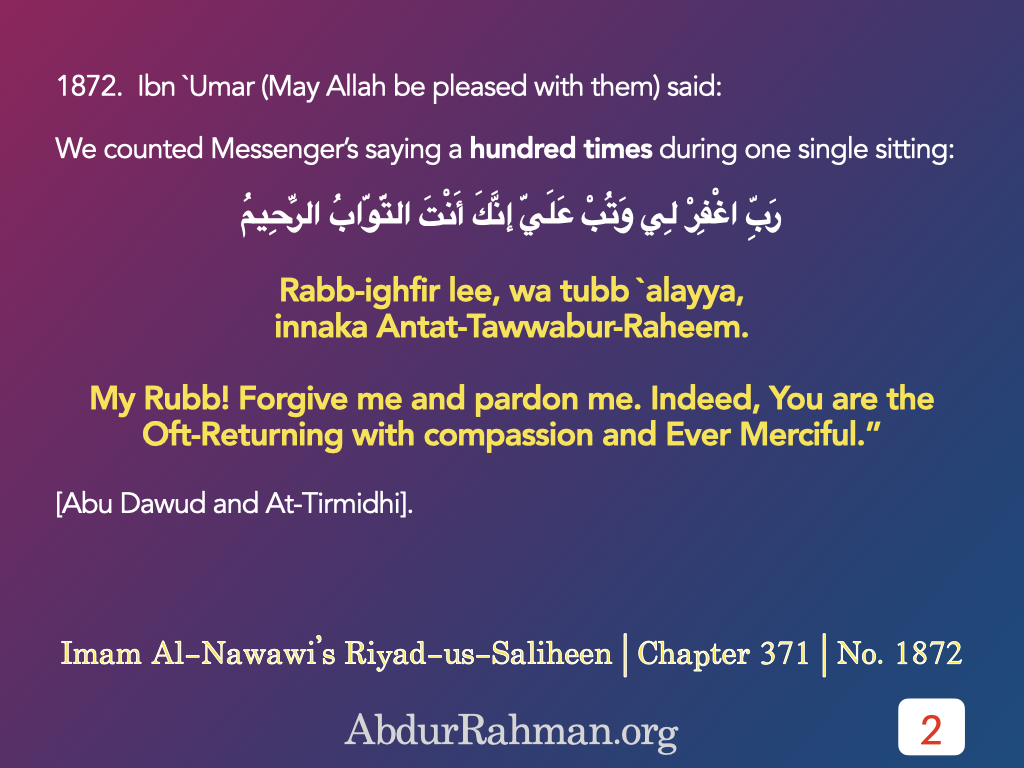 1872. Ibn `Umar (May Allah be pleased with them) said:
We counted Messenger’s saying a hundred times during one single sitting:
رَبِّ اغْفِرْ لِي وَتُبْ عَلَيّ إنَّكَ أَنْتَ التّوّابُ الرِّحِيمُ
Rabb-ighfir lee, wa tubb `alayya,
innaka Antat-Tawwabur-Raheem.
My Rubb! Forgive me and pardon me. Indeed, You are the
Oft-Returning with compassion and Ever Merciful.”
[Abu Dawud and At-Tirmidhi].
Imam Al-Nawawi’s Riyad-us-Saliheen | Chapter 371 | No. 1872
AbdurRahman.org
2